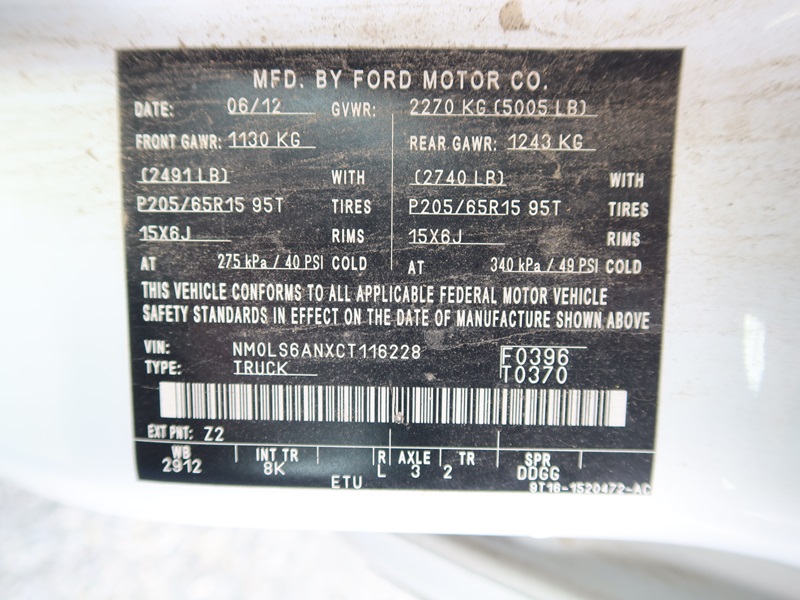 MFD. BY FORD MOTOR CO.
DATE: 06/12 GVWR: 2270 KG (5005 LB)
FRONT GAWR: 1130 KG REAR GAWR: 1243 KG
(2491 LB) WITH (2740 LB) WITH
P205/65R15 95T TIRES P205/65R15 95T TIRES
15X6J RIMS 15X6J RIMS
AT 275 kPa / 40 PSI COLD AT 340 kPa / 49 PSI COLD
THIS VEHICLE CONFORMS TO ALL APPLICABLE FEDERAL MOTOR VEHICLE
SAFETY STANDARDS IN EFFECT ON THE DATE OF MANUFACTURE SHOWN ABOVE
VIN: NM0LS6ANXCT116228 F0396
TYPE: TRUCK T0370
EXT PNT: Z2
WB INT TR R AXLE TR SPR
2912 8K L 3 2 DDGG
ETU 9T16-1520472-AC